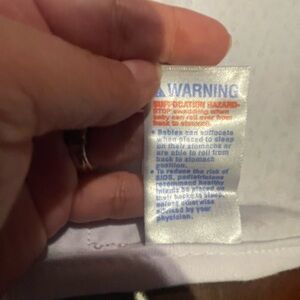 WARNING
SUFFOCATION HAZARD-
STOP swaddling when
baby can roll over from
back to stomach.
• Babies can suffocate
when placed to sleep
on their stomachs or
are able to roll from
back to stomach
position.
• To reduce the risk of
SIDS, pediatricians
recommend healthy
infants be placed on
their backs to sleep,
unless otherwise
advised by your
physician.